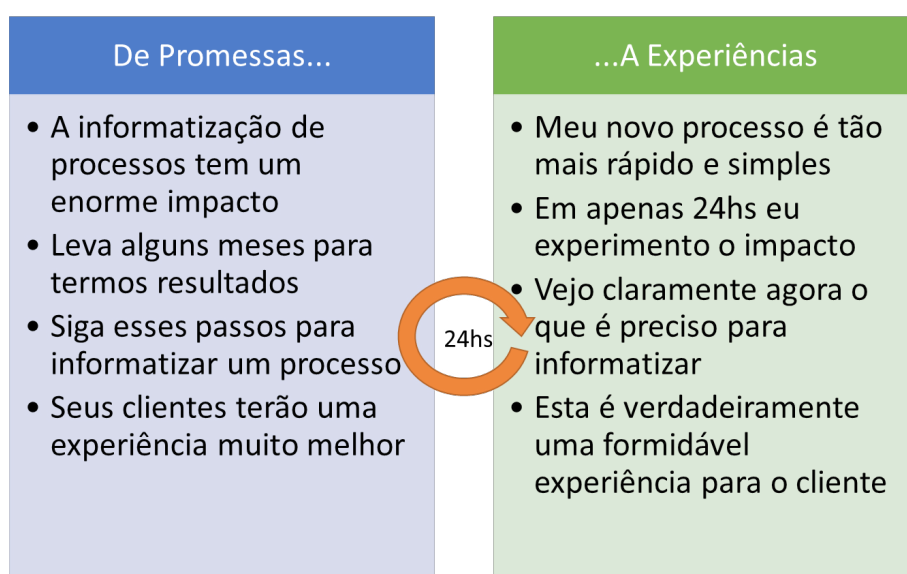 De Promessas...
• A informatização de
processos tem um
enorme impacto
• Leva alguns meses para
termos resultados
• Siga esses passos para
informatizar um processo
• Seus clientes terão uma
experiência muito melhor
24hs
...A Experiências
• Meu novo processo é tão
mais rápido e simples
• Em apenas 24hs eu
experimento o impacto
• Vejo claramente agora o
que é preciso para
informatizar
• Esta é verdadeiramente
uma formidável
experiência para o cliente